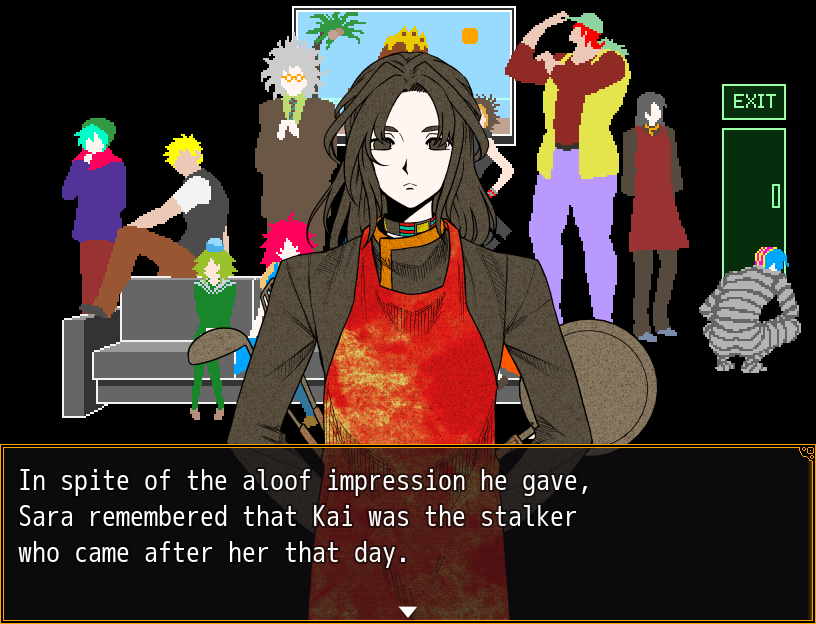 EXIT
In spite of the aloof impression he gave,
Sara remembered that Kai was the stalker
who came after her that day.